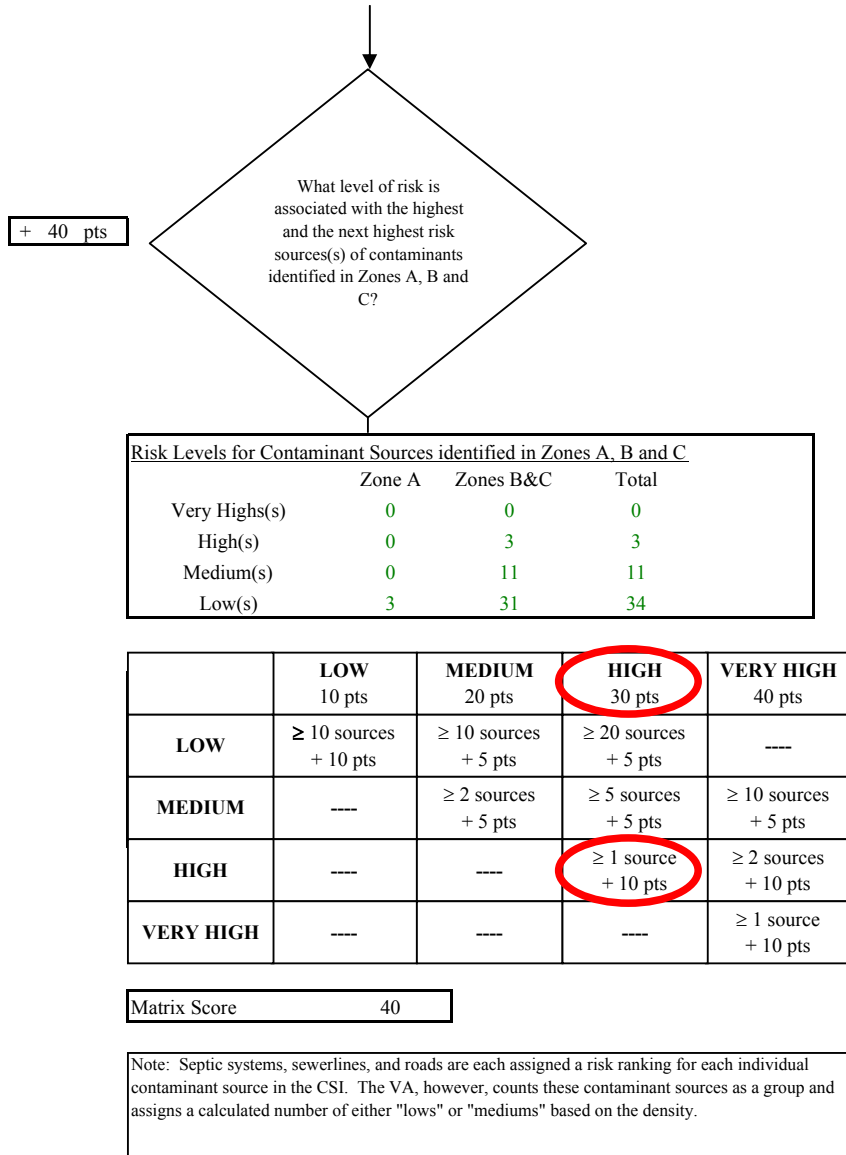 What level of risk is
associated with the highest
and the next highest risk
sources(s) of contaminants
identified in Zones A, B and
C?
+ 40 pts
Risk Levels for Contaminant Sources identified in Zones A, B and C
Zone A Zones B&C Total
Very Highs(s) 0 0 0
High(s) 0 3 3
Medium(s) 0 11 11
Low(s) 3 31 34
LOW MEDIUM HIGH VERY HIGH
10 pts 20 pts 30 pts 40 pts
LOW ≥ 10 sources ≥ 10 sources ≥ 20 sources ----
+ 10 pts + 5 pts + 5 pts
MEDIUM ---- ≥ 2 sources ≥ 5 sources ≥ 10 sources
+ 5 pts + 5 pts + 5 pts
HIGH ---- ---- ≥ 1 source ≥ 2 sources
+ 10 pts + 10 pts
VERY HIGH ---- ---- ---- ≥ 1 source
+ 10 pts
Matrix Score 40
Note: Septic systems, sewerlines, and roads are each assigned a risk ranking for each individual
contaminant source in the CSI. The VA, however, counts these contaminant sources as a group and
assigns a calculated number of either "lows" or "mediums" based on the density.